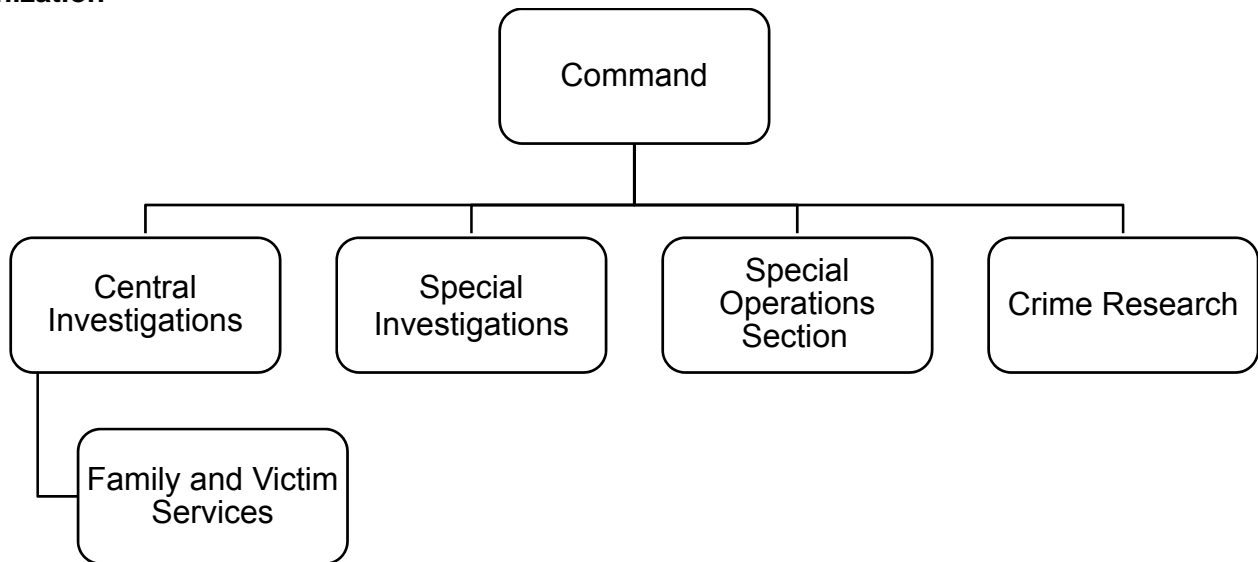 Command
Central
Investigations
Special
Investigations
Special
Operations
Section
Crime Research
Family and Victim
Services